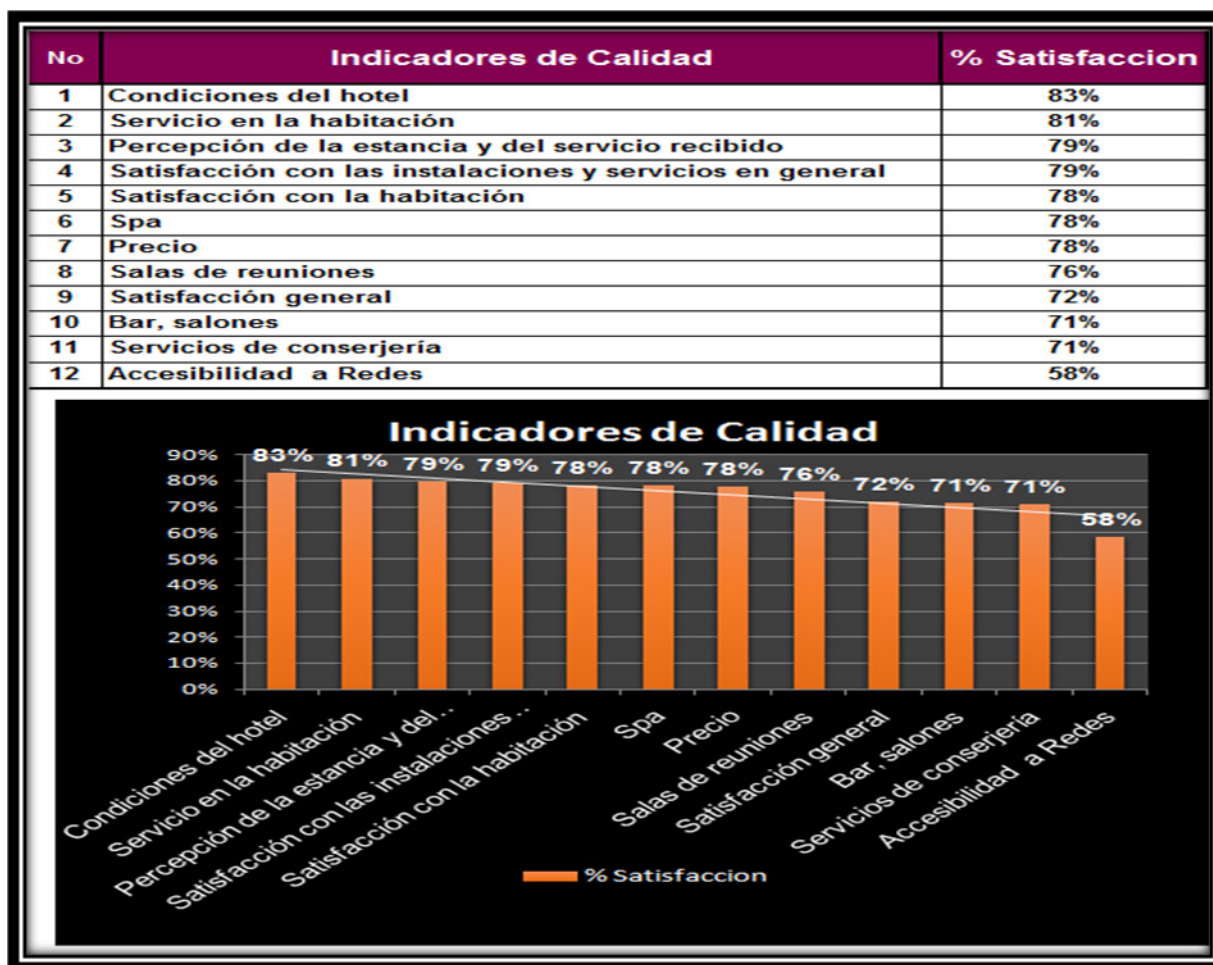 No Indicadores de Calidad % Satisfaccion
1 Condiciones del hotel 83%
2 Servicio en la habitación 81%
3 Percepción de la estancia y del servicio recibido 79%
4 Satisfacción con las instalaciones y servicios en general 79%
5 Satisfacción con la habitación 78%
6 Spa 78%
7 Precio 78%
8 Salas de reuniones 76%
9 Satisfacción general 72%
10 Bar, salones 71%
11 Servicios de conserjería 71%
12 Accesibilidad a Redes 58%
Indicadores de Calidad
90%
80%
70%
60%
50%
40%
30%
20%
10%
0%
83% 81% 79% 79% 78% 78% 78% 76% 72% 71% 71% 58%
Condiciones del hotel
Servicio en la habitación
Percepción de la estancia y del..
Satisfacción con las instalaciones..
Satisfacción con la habitación
Spa
Precio
Salas de reuniones
Satisfacción general
Bar, salones
Servicios de conserjería
Accesibilidad a Redes
% Satisfaccion